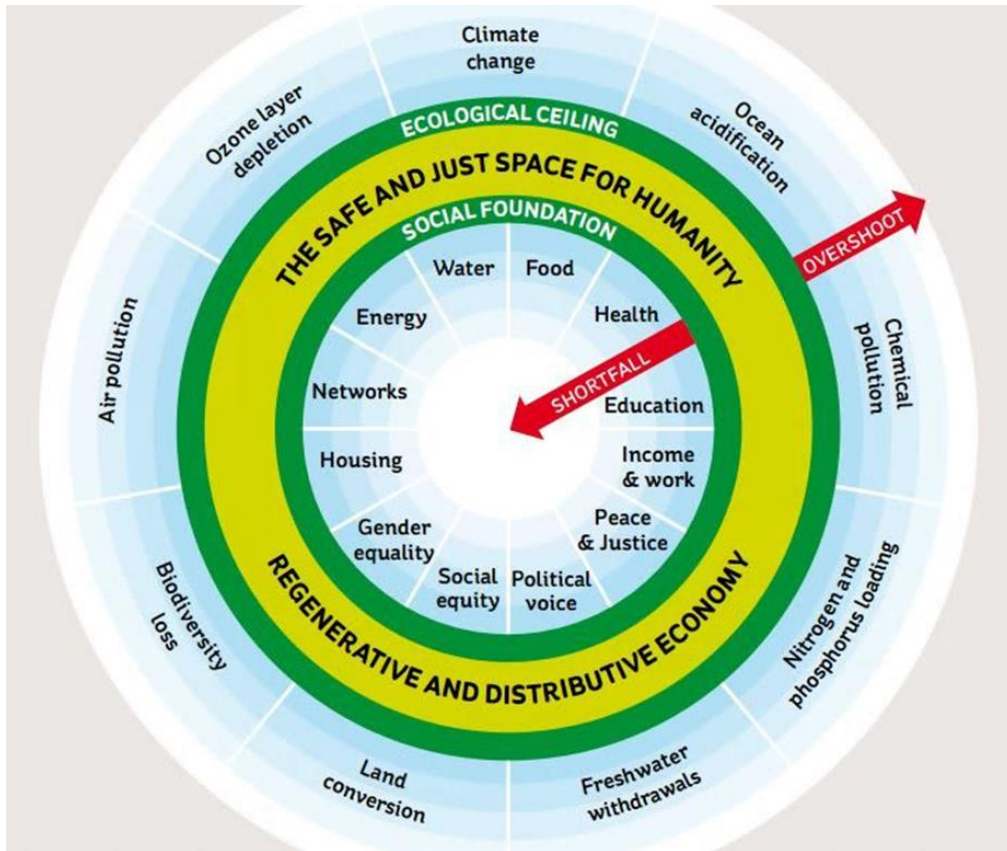 Climate
change
Ocean
acidification
OVERSHOOT
Chemical
pollution
Nitrogen and
phosphorus loading
Freshwater
withdrawals
Land
conversion
Biodiversity
loss
Air pollution
Ozone layer
depletion
ECOLOGICAL CEILING
THE SAFE AND JUST SPACE FOR HUMANITY
SOCIAL FOUNDATION
Water
Food
Energy
Health
SHORTFALL
Networks
Education
Housing
Income
& work
Gender
equality
Peace
& Justice
Social
equity
Political
voice
REGENERATIVE AND DISTRIBUTIVE ECONOMY